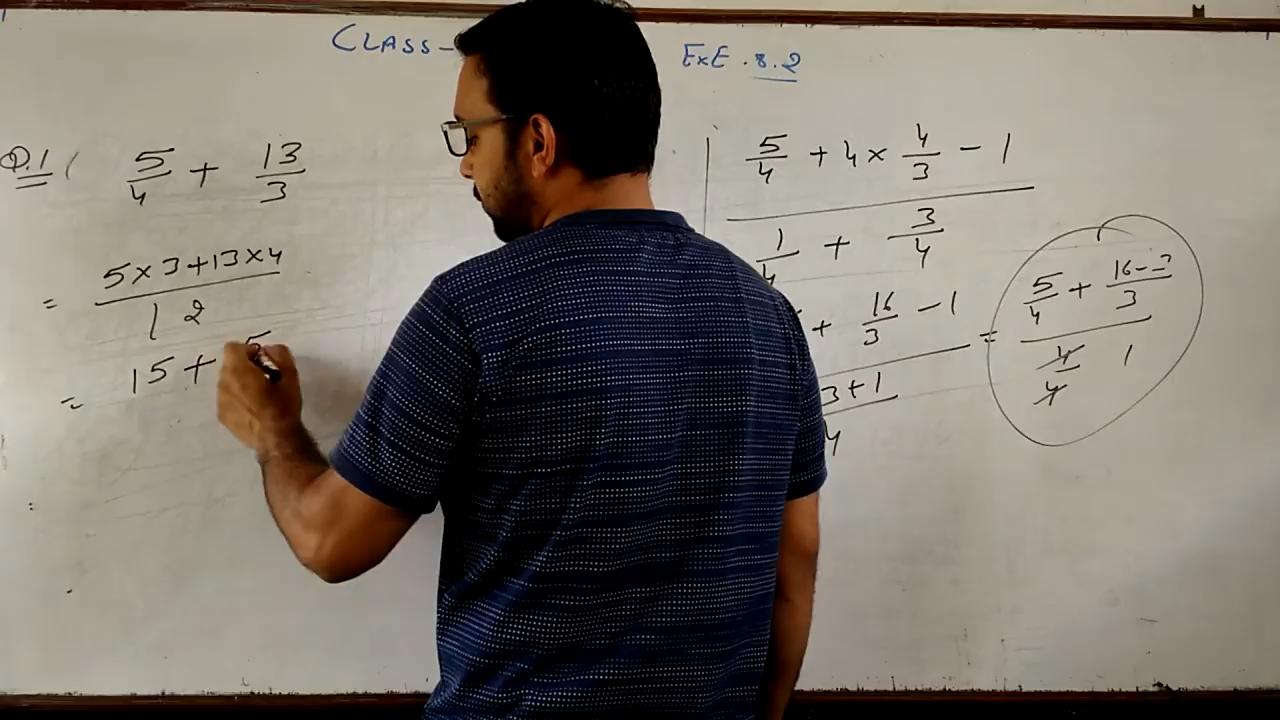 CLASS- EXE.8.2
Q.1( 5/4 + 13/3
= 5×3+13×4 / 12
= 15+5
5/4 + 4× 4/3 - 1
1/4 + 3/4
+ 16/3 - 1
3+1 / 4
= 5/4 + 16-3/3
4/4 1